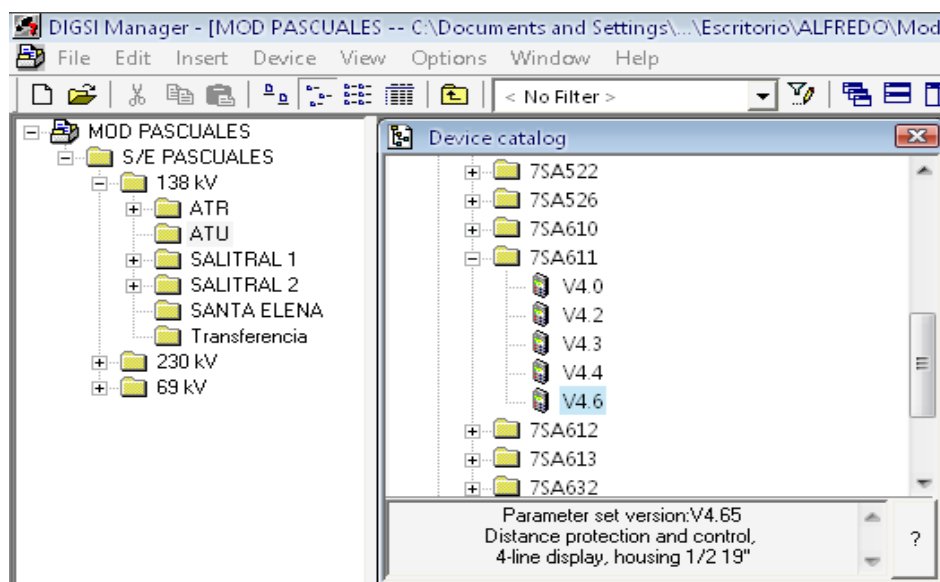 DIGSI Manager - [MOD PASCUALES -- C:\Documents and Settings\...\Escritorio\ALFREDO\Mod
File Edit Insert Device View Options Window Help
< No Filter >
MOD PASCUALES
S/E PASCUALES
138 kV
ATR
ATU
SALITRAL 1
SALITRAL 2
SANTA ELENA
Transferencia
230 kV
69 kV
Device catalog
7SA522
7SA526
7SA610
7SA611
V4.0
V4.2
V4.3
V4.4
V4.6
7SA612
7SA613
7SA632
Parameter set version:V4.65
Distance protection and control,
4-line display, housing 1/2 19"
?